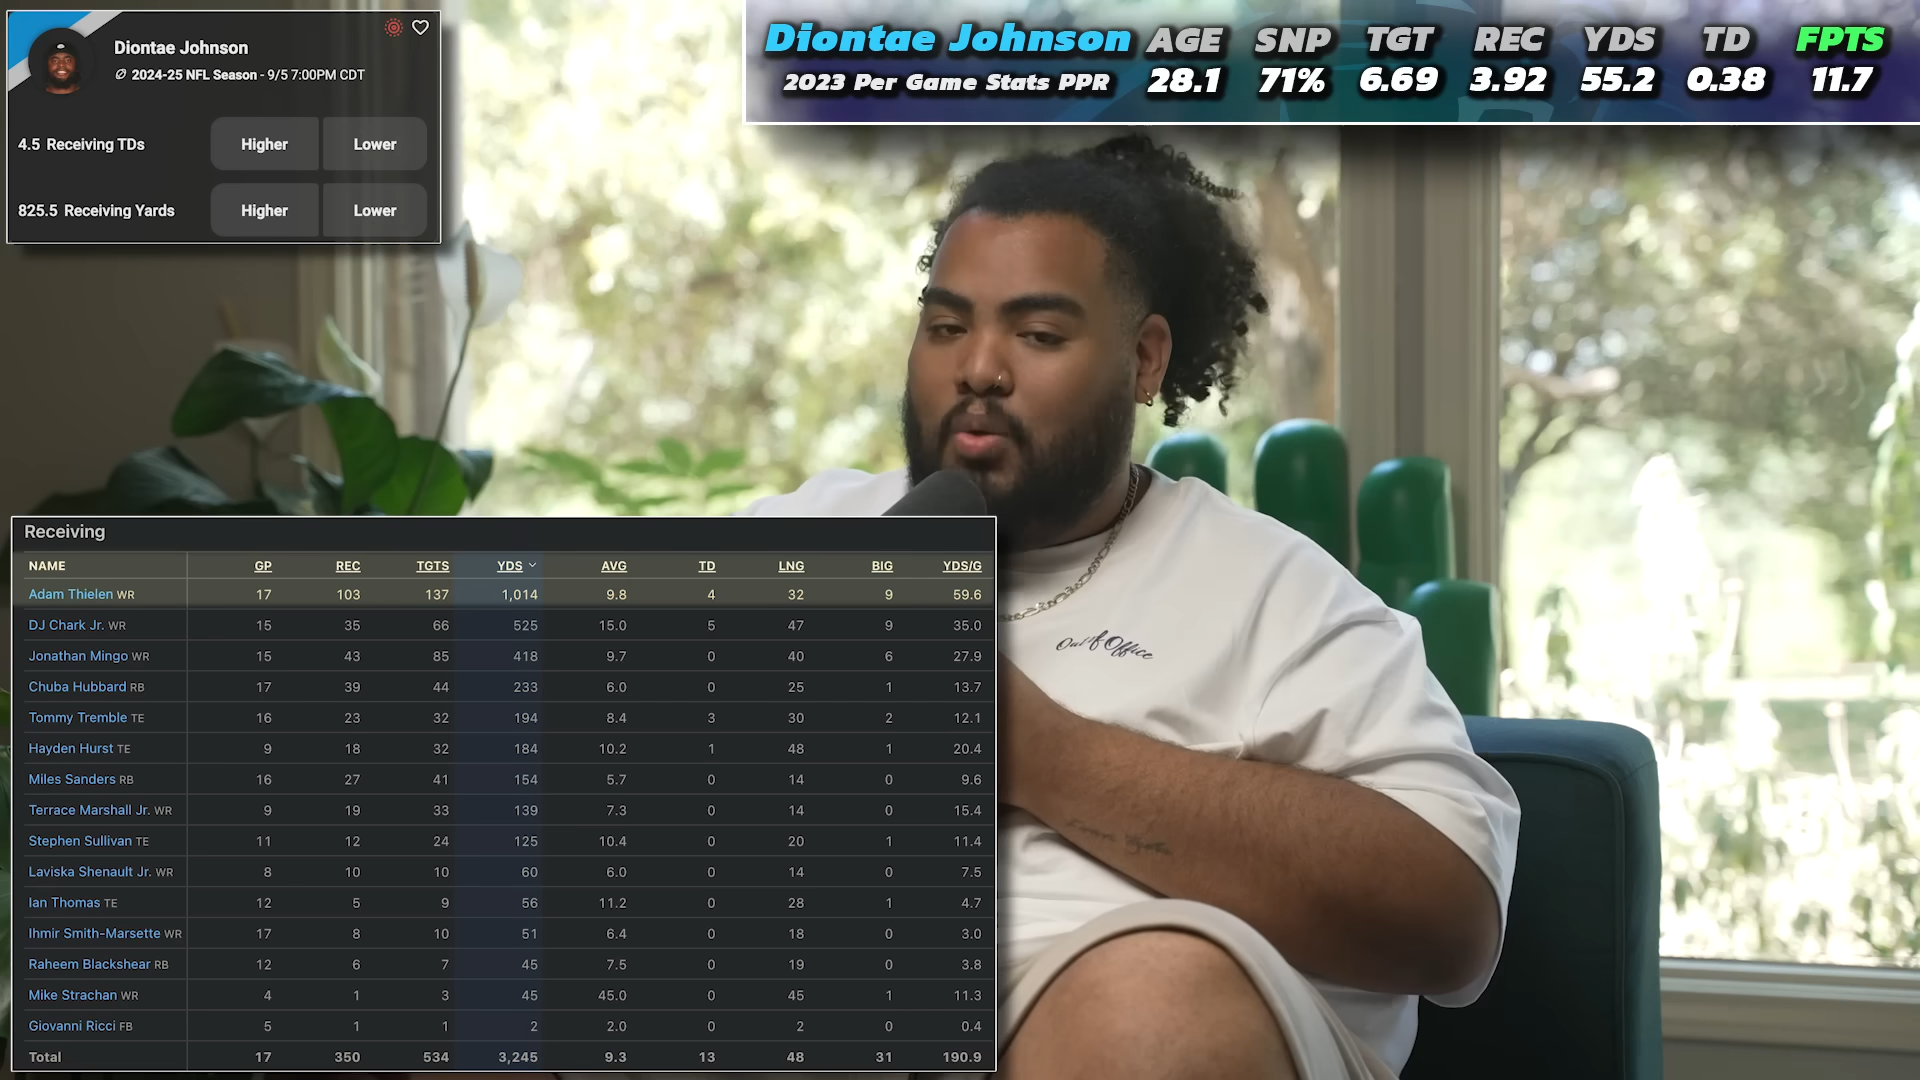 Diontae Johnson
2024-25 NFL Season - 9/5 7:00PM CDT
4.5 Receiving TDs Higher Lower
825.5 Receiving Yards Higher Lower
Diontae Johnson AGE SNP TGT REC YDS TD FPTS
2023 Per Game Stats PPR 28.1 71% 6.69 3.92 55.2 0.38 11.7
Out of Office
Receiving
NAME GP REC TGTS YDS AVG TD LNG BIG YDS/G
Adam Thielen WR 17 103 137 1,014 9.8 4 32 9 59.6
DJ Chark Jr. WR 15 35 66 525 15.0 5 47 9 35.0
Jonathan Mingo WR 15 43 85 418 9.7 0 40 6 27.9
Chuba Hubbard RB 17 39 44 233 6.0 0 25 1 13.7
Tommy Tremble TE 16 23 32 194 8.4 3 30 2 12.1
Hayden Hurst TE 9 18 32 184 10.2 1 48 1 20.4
Miles Sanders RB 16 27 41 154 5.7 0 14 0 9.6
Terrace Marshall Jr. WR 9 19 33 139 7.3 0 14 0 15.4
Stephen Sullivan TE 11 12 24 125 10.4 0 20 1 11.4
Laviska Shenault Jr. WR 8 10 10 60 6.0 0 14 0 7.5
Ian Thomas TE 12 5 9 56 11.2 0 28 1 4.7
Ihmir Smith-Marsette WR 17 8 10 51 6.4 0 18 0 3.0
Raheem Blackshear RB 12 6 7 45 7.5 0 19 0 3.8
Mike Strachan WR 4 1 3 45 45.0 0 45 1 11.3
Giovanni Ricci FB 5 1 1 2 2.0 0 2 0 0.4
Total 17 350 534 3,245 9.3 13 48 31 190.9